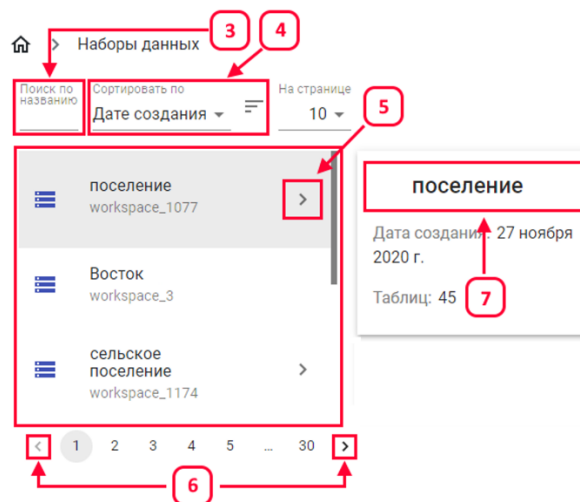 3
4
Наборы данных
Поиск по
названию
Сортировать по
Дате создания
На странице
10
5
поселение
workspace_1077
Восток
workspace_3
сельское
поселение
workspace_1174
1 2 3 4 5 ... 30
6
поселение
Дата создания: 27 ноября
2020 г.
Таблиц: 45
7